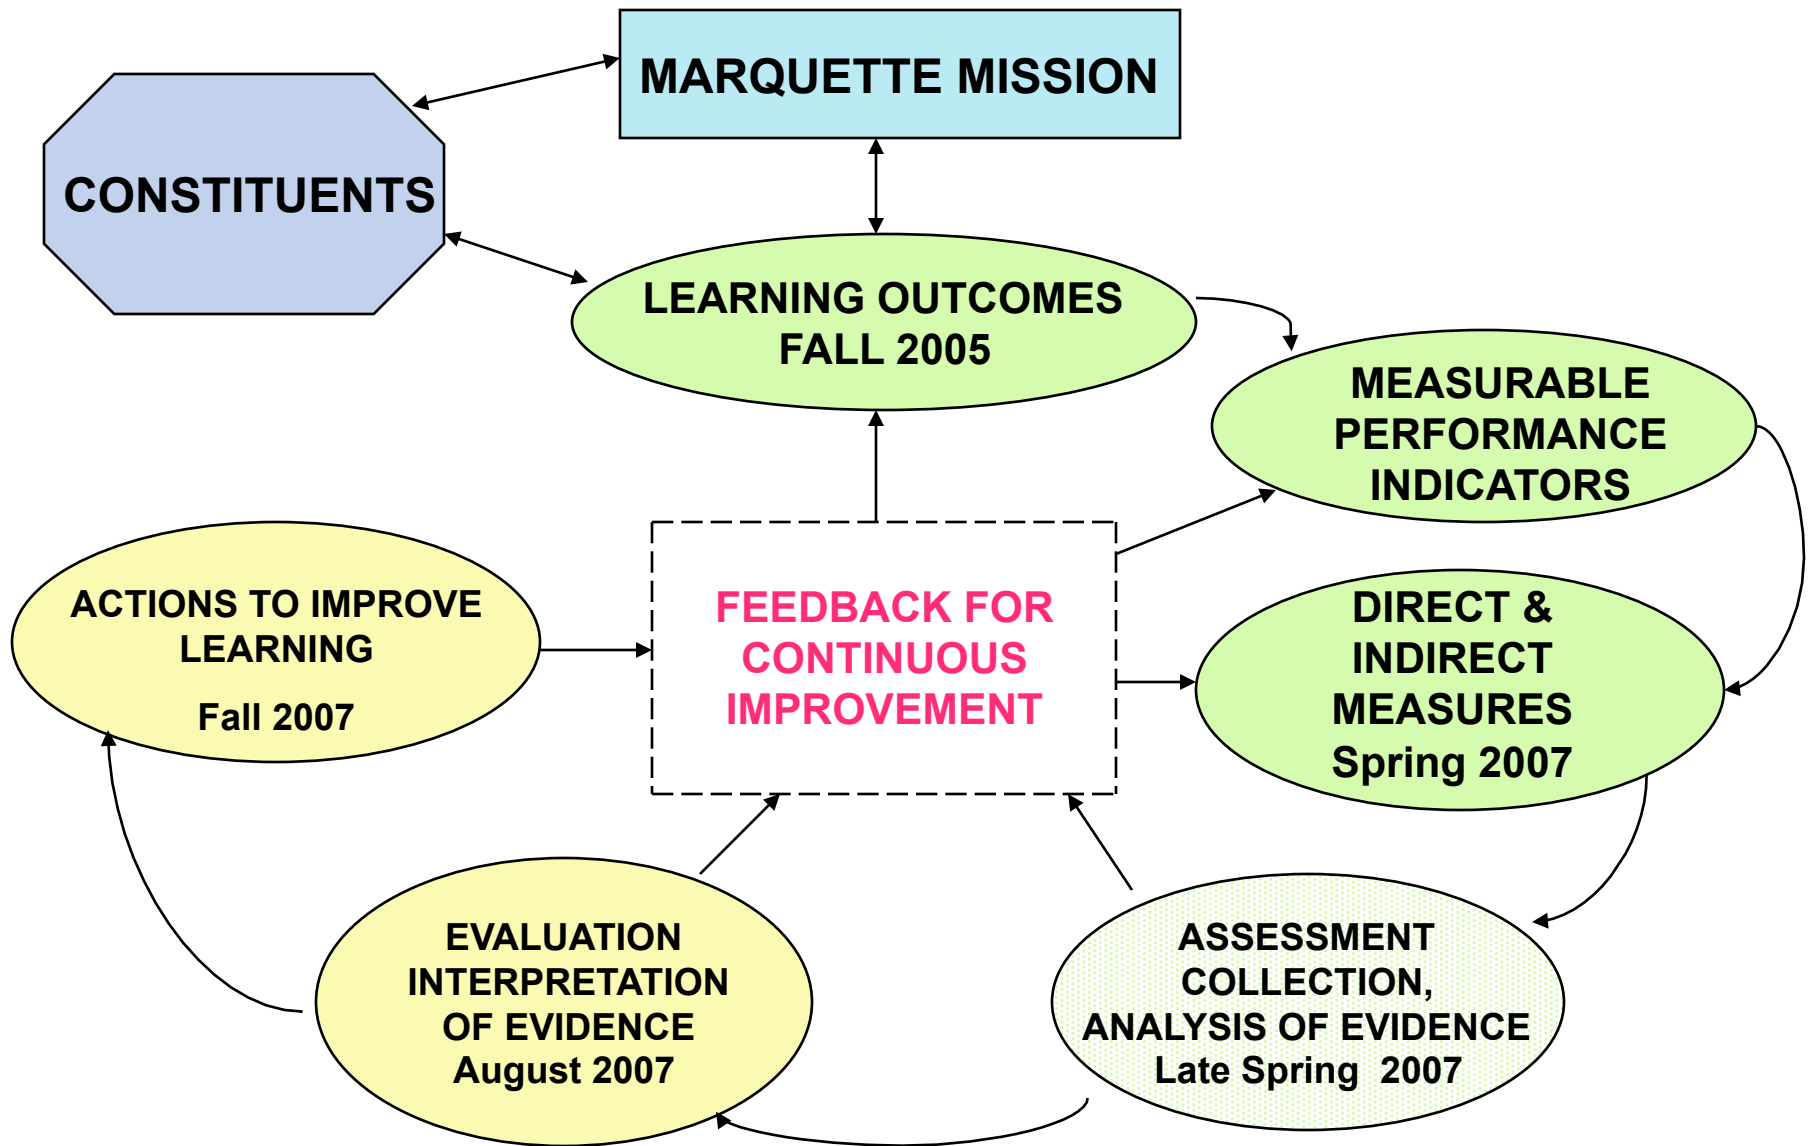 MARQUETTE MISSION
CONSTITUENTS
LEARNING OUTCOMES
FALL 2005
MEASURABLE
PERFORMANCE
INDICATORS
DIRECT &
INDIRECT
MEASURES
Spring 2007
FEEDBACK FOR
CONTINUOUS
IMPROVEMENT
ACTIONS TO IMPROVE
LEARNING
Fall 2007
EVALUATION
INTERPRETATION
OF EVIDENCE
August 2007
ASSESSMENT
COLLECTION,
ANALYSIS OF EVIDENCE
Late Spring  2007